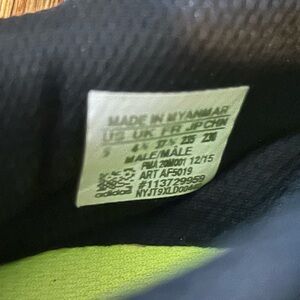 MADE IN MYANMAR
US UK FR JP CHN
5 4½ 37⅓ 235 230
MALE/MÂLE
PMA 20M001 12/15
ART AF5019
#113729959
adidas